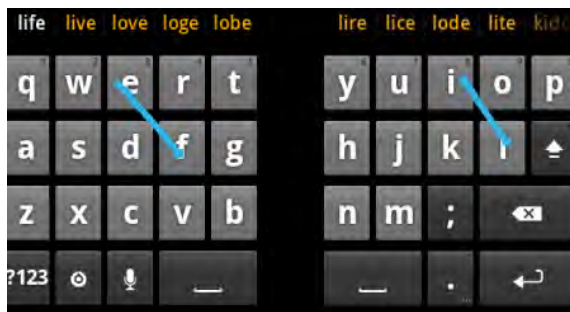 life live love loge lobe lire lice lode lite
q w e r t y u i o p
a s d f g h j k l
z x c v b n m ;
?123 .